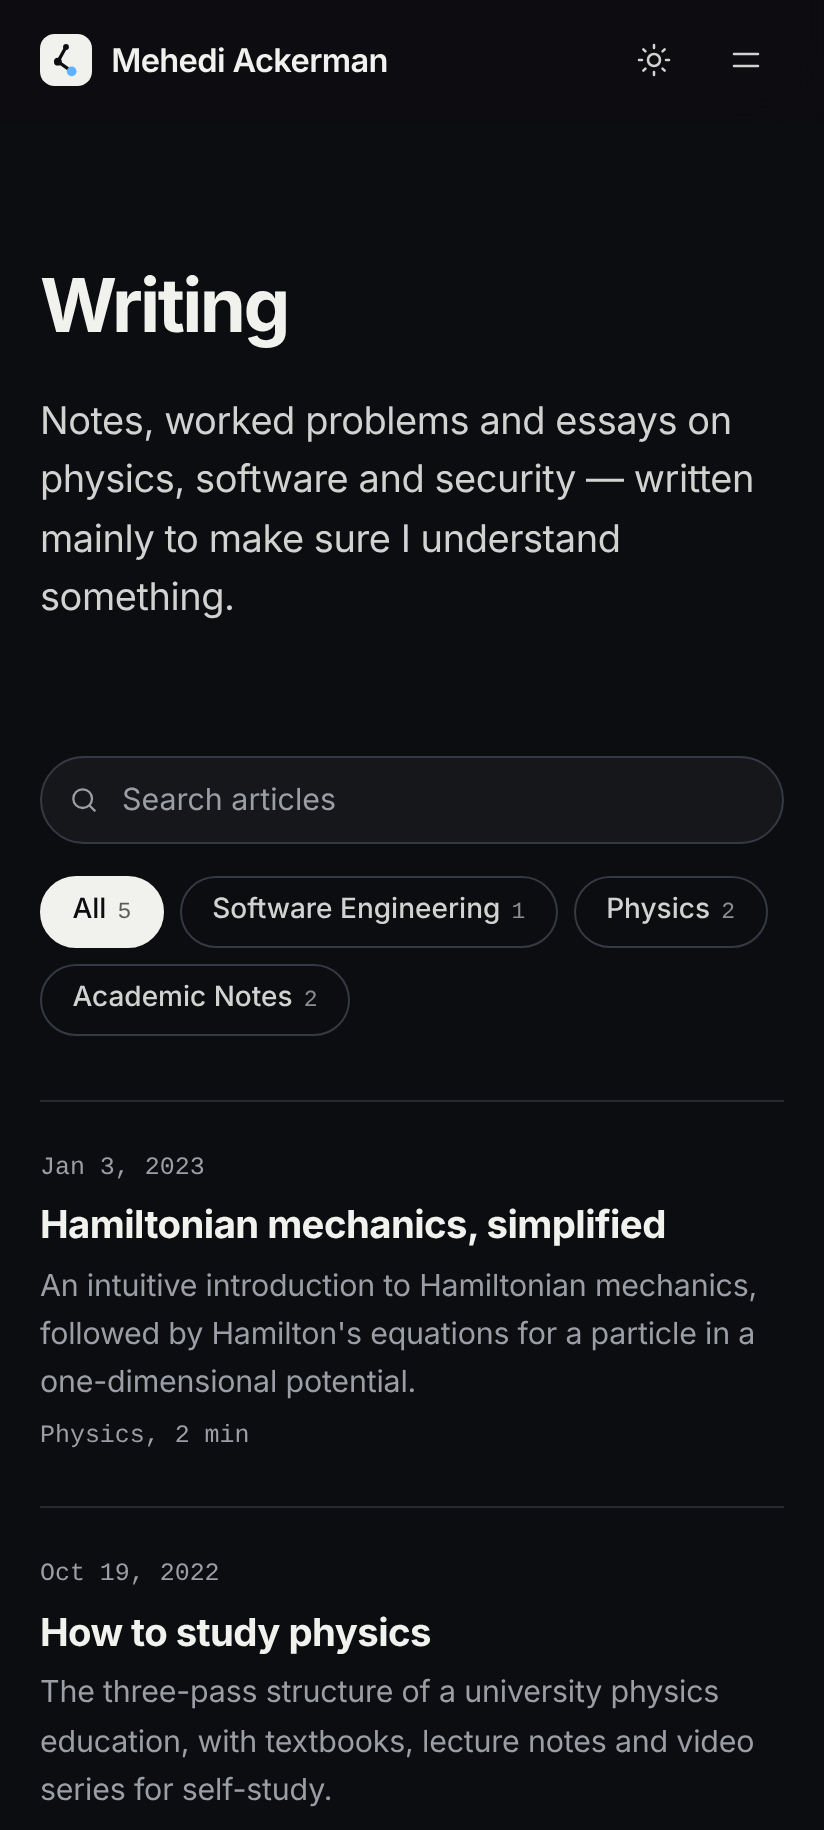 Mehedi Ackerman
Writing
Notes, worked problems and essays on
physics, software and security — written
mainly to make sure I understand
something.
Search articles
All 5
Software Engineering 1
Physics 2
Academic Notes 2
Jan 3, 2023
Hamiltonian mechanics, simplified
An intuitive introduction to Hamiltonian mechanics,
followed by Hamilton's equations for a particle in a
one-dimensional potential.
Physics, 2 min
Oct 19, 2022
How to study physics
The three-pass structure of a university physics
education, with textbooks, lecture notes and video
series for self-study.